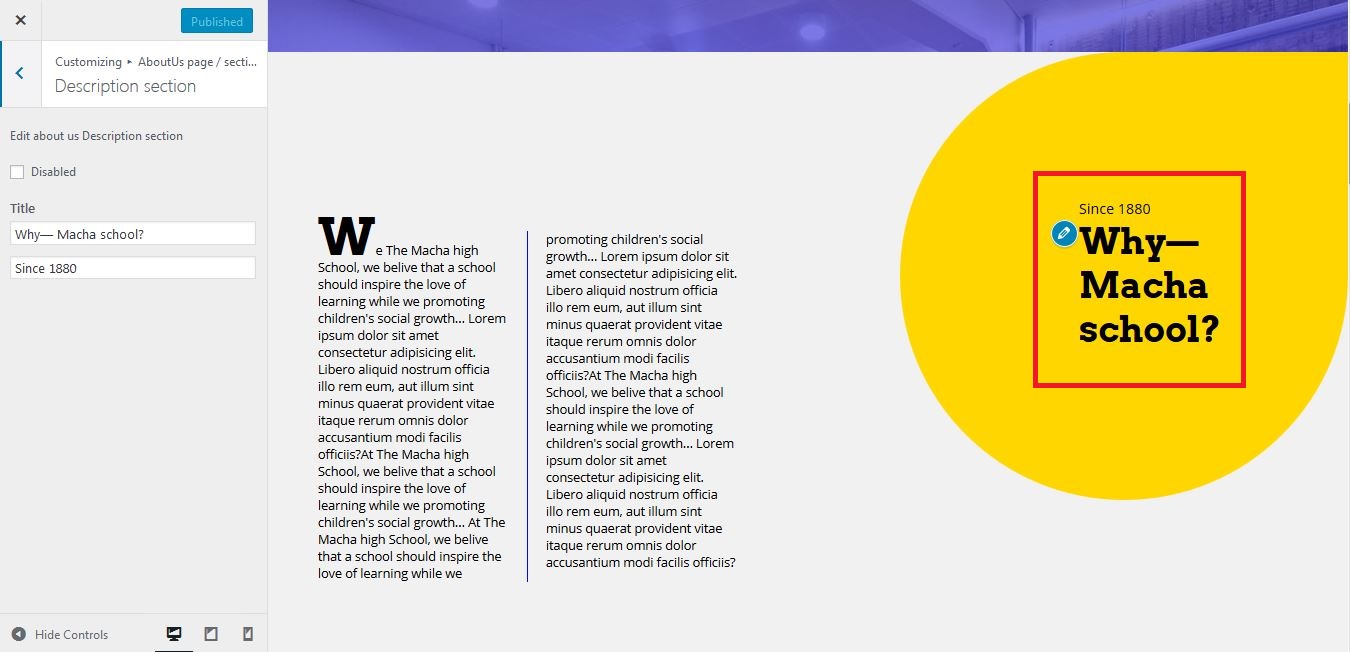 Published
Customizing ▸ AboutUs page / secti...
Description section
Edit about us Description section
Disabled
Title
Why— Macha school?
Since 1880
Hide Controls
We The Macha high
School, we belive that a school
should inspire the love of
learning while we promoting
children's social growth... Lorem
ipsum dolor sit amet
consectetur adipisicing elit.
Libero aliquid nostrum officia
illo rem eum, aut illum sint
minus quaerat provident vitae
itaque rerum omnis dolor
accusantium modi facilis
officiis?At The Macha high
School, we belive that a school
should inspire the love of
learning while we promoting
children's social growth... At The
Macha high School, we belive
that a school should inspire the
love of learning while we
promoting children's social
growth... Lorem ipsum dolor sit
amet consectetur adipisicing elit.
Libero aliquid nostrum officia
illo rem eum, aut illum sint
minus quaerat provident vitae
itaque rerum omnis dolor
accusantium modi facilis
officiis?At The Macha high
School, we belive that a school
should inspire the love of
learning while we promoting
children's social growth... Lorem
ipsum dolor sit amet
consectetur adipisicing elit.
Libero aliquid nostrum officia
illo rem eum, aut illum sint
minus quaerat provident vitae
itaque rerum omnis dolor
accusantium modi facilis officiis?
Since 1880
Why—
Macha
school?